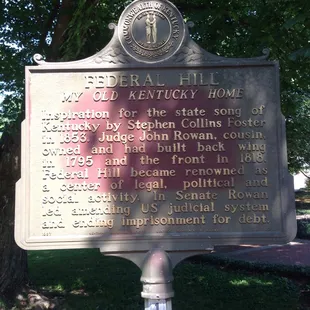 FEDERAL HILL
MY OLD KENTUCKY HOME
Inspiration for the state song of
Kentucky by Stephen Collins Foster
in 1853. Judge John Rowan, cousin,
owned and had built back wing
in 1795 and the front in 1818.
Federal Hill became renowned as
a center of legal, political and
social activity. In Senate Rowan
led amending US judicial system
and ending imprisonment for debt.